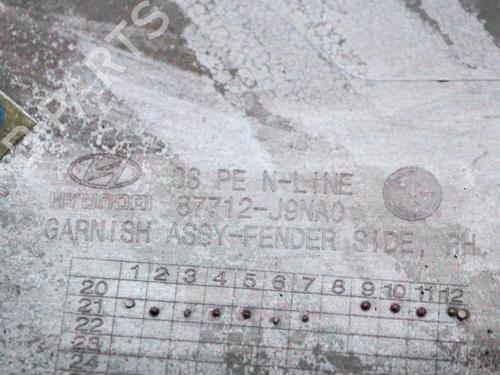 PARTS
HYUNDAI
OS PE N-LINE
87712-J9NA0
GARNISH ASSY-FENDER SIDE, RH
1 2 3 4 5 6 7 8 9 10 11 12
20
21
22
23
24